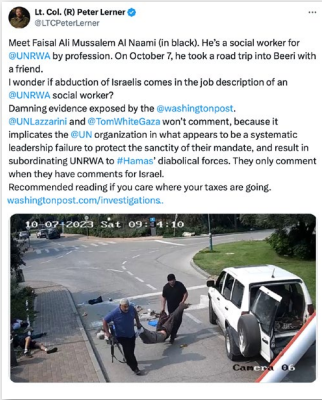 Lt. Col. (R) Peter Lerner
@LTCPeterLerner
Meet Faisal Ali Mussalem Al Naami (in black). He's a social worker for
@UNRWA by profession. On October 7, he took a road trip into Beeri with
a friend.
I wonder if abduction of Israelis comes in the job description of an
@UNRWA social worker?
Damning evidence exposed by the @washingtonpost.
@UNLazzarini and @TomWhiteGaza won't comment, because it
implicates the @UN organization in what appears to be a systematic
leadership failure to protect the sanctity of their mandate, and result in
subordinating UNRWA to #Hamas' diabolical forces. They only comment
when they have comments for Israel.
Recommended reading if you care where your taxes are going.
washingtonpost.com/investigations..
10-07-2023 Sat 09:14:10
Camera 06